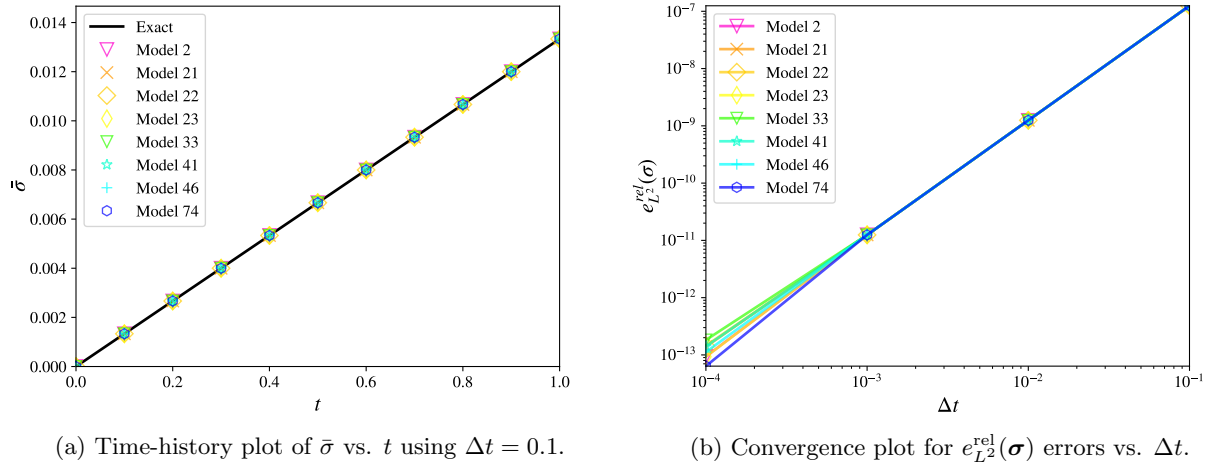 0.014
0.012
0.010
0.008
0.006
0.004
0.002
0.000
σ̄
0.0
0.2
0.4
0.6
0.8
1.0
t
Exact
Model 2
Model 21
Model 22
Model 23
Model 33
Model 41
Model 46
Model 74
(a) Time-history plot of σ̄ vs. t using Δt = 0.1.
10⁻⁷
10⁻⁸
10⁻⁹
10⁻¹⁰
10⁻¹¹
10⁻¹²
10⁻¹³
e^{rel}_{L²}(σ)
10⁻⁴
10⁻³
10⁻²
10⁻¹
Δt
Model 2
Model 21
Model 22
Model 23
Model 33
Model 41
Model 46
Model 74
(b) Convergence plot for e^{rel}_{L²}(σ) errors vs. Δt.